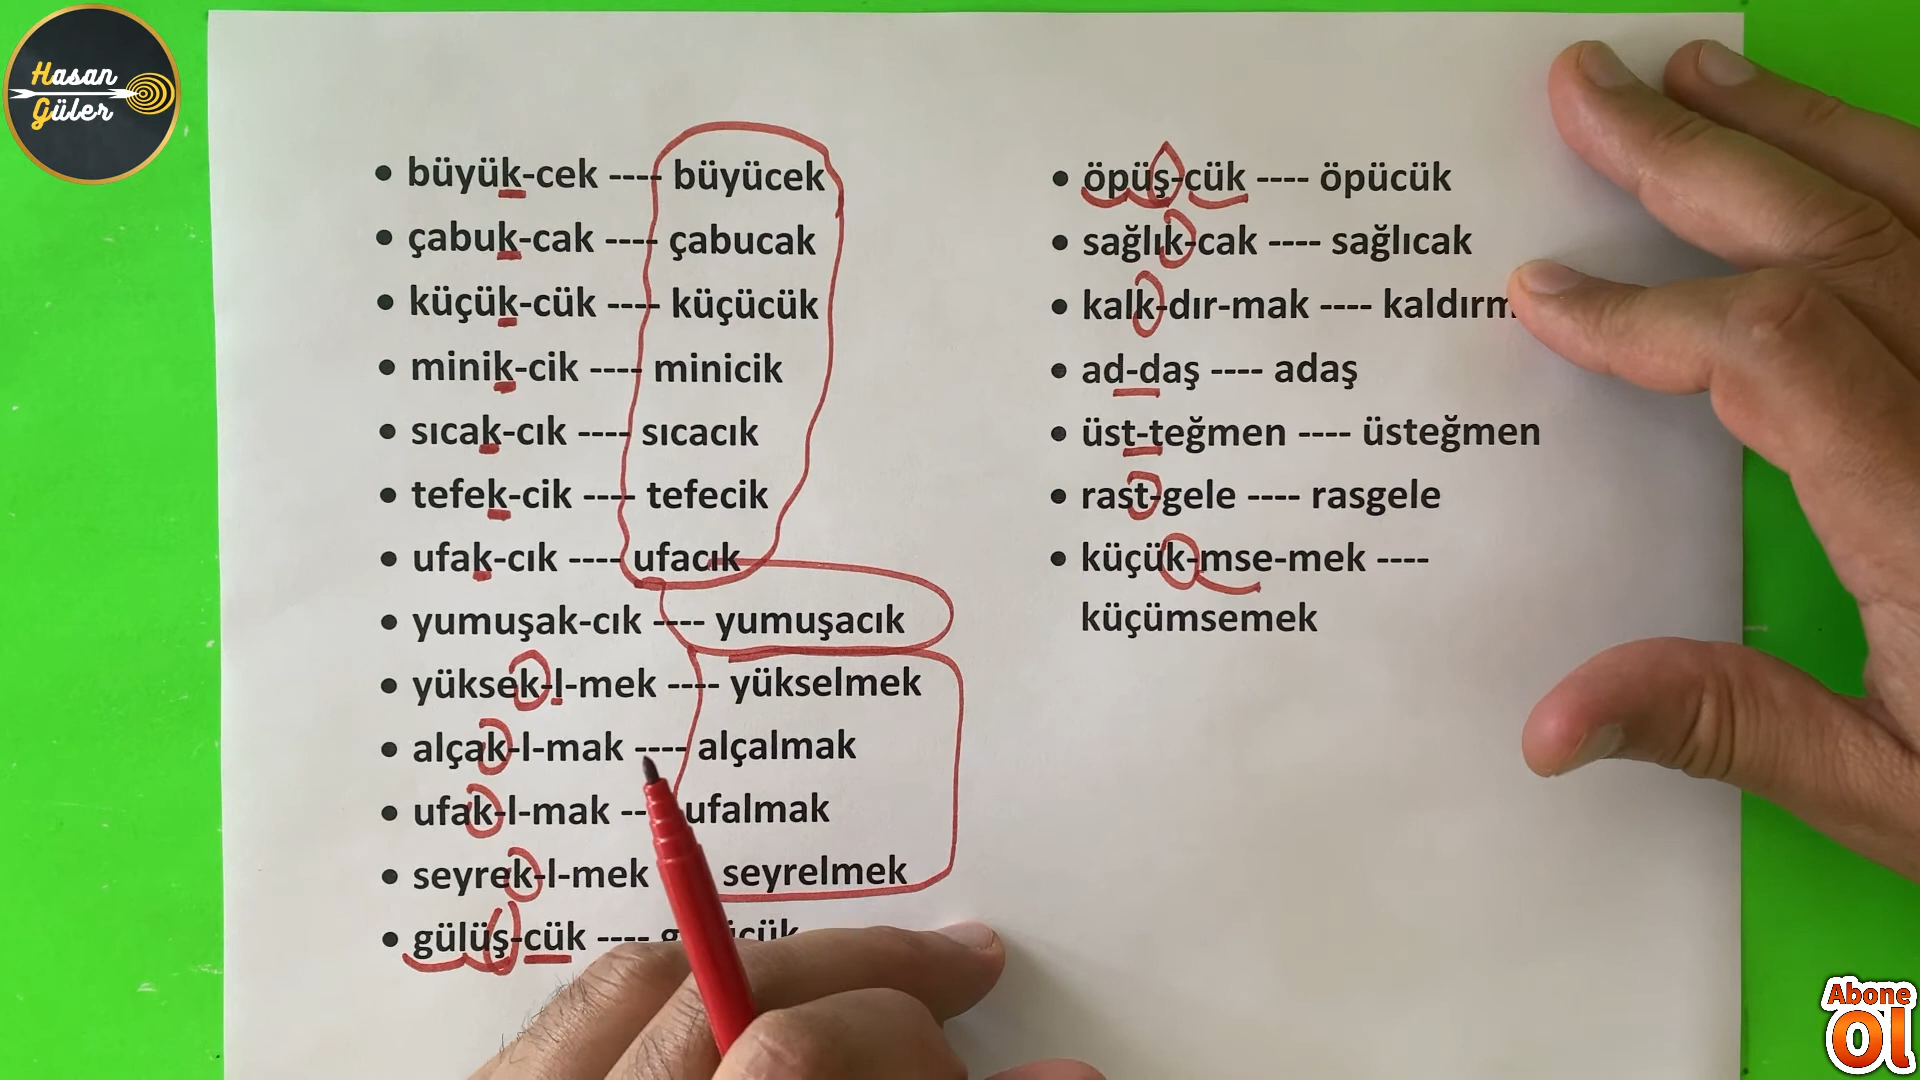 Hasan
Güler
• büyük-cek ---- büyücek
• çabuk-cak ---- çabucak
• küçük-cük ---- küçücük
• minik-cik ---- minicik
• sıcak-cık ---- sıcacık
• tefek-cik ---- tefecik
• ufak-cık ---- ufacık
• yumuşak-cık ---- yumuşacık
• yüksek-l-mek ---- yükselmek
• alçak-l-mak ---- alçalmak
• ufak-l-mak -- ufalmak
• seyrek-l-mek seyrelmek
• gülüş-cük ----
• öpüş-cük ---- öpücük
• sağlık-cak ---- sağlıcak
• kalk-dır-mak ---- kaldırm
• ad-daş ---- adaş
• üst-teğmen ---- üsteğmen
• rast-gele ---- rasgele
• küçük-mse-mek ----
küçümsemek
Abone
Ol